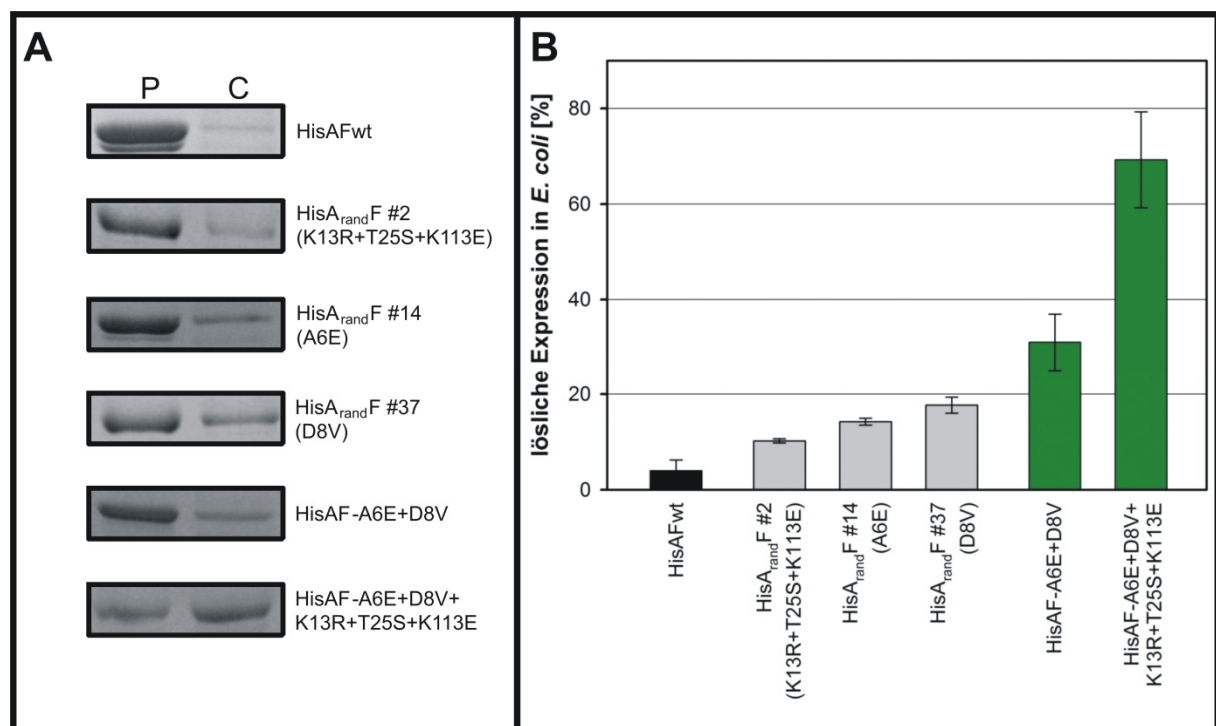 A
P C
HisAFwt
HisArandF #2
(K13R+T25S+K113E)
HisArandF #14
(A6E)
HisArandF #37
(D8V)
HisAF-A6E+D8V
HisAF-A6E+D8V+
K13R+T25S+K113E
B
lösliche Expression in E. coli [%]
80
60
40
20
0
HisAFwt
HisArandF #2
(K13R+T25S+K113E)
HisArandF #14
(A6E)
HisArandF #37
(D8V)
HisAF-A6E+D8V
HisAF-A6E+D8V+
K13R+T25S+K113E